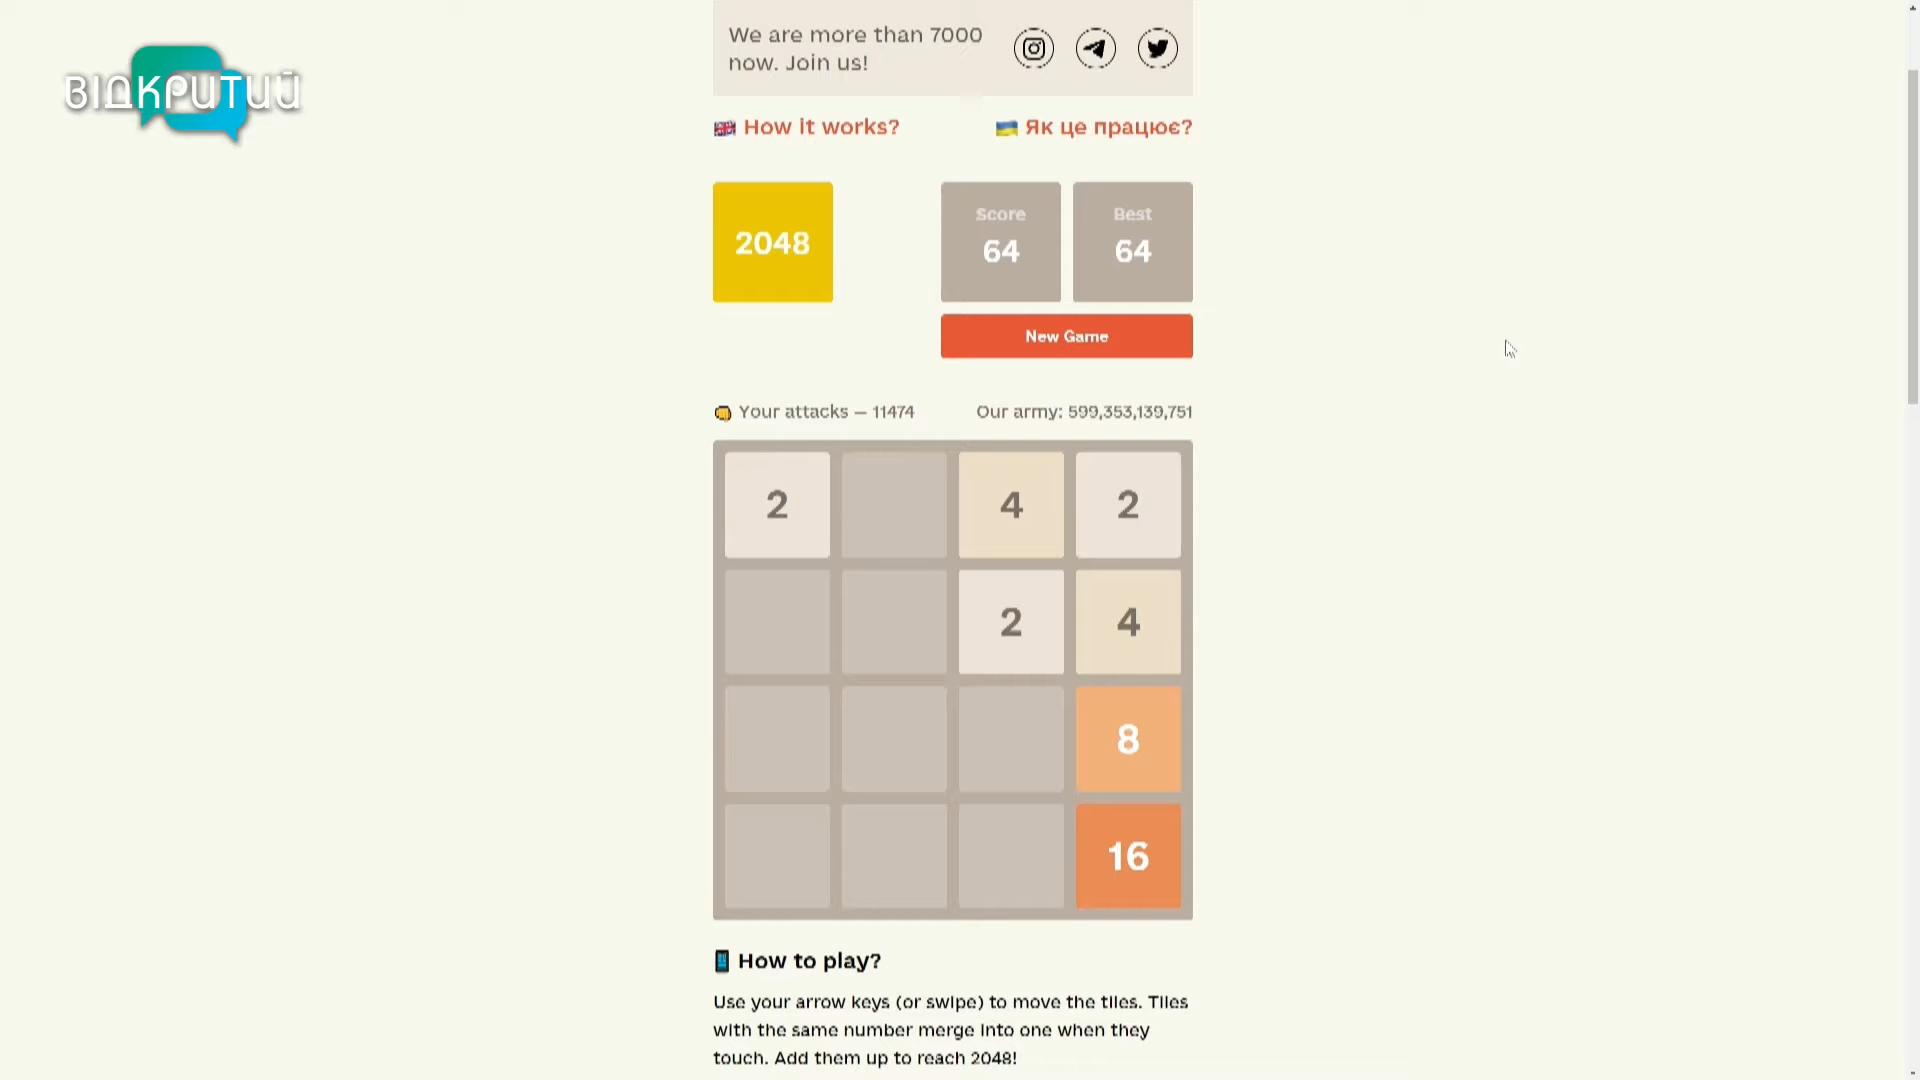 ВІДКРИТИЙ
We are more than 7000
now. Join us!
How it works?
Як це працює?
2048
Score
64
Best
64
New Game
Your attacks — 11474
Our army: 599,353,139,751
2 4 2
2 4
8
16
How to play?
Use your arrow keys (or swipe) to move the tiles. Tiles
with the same number merge into one when they
touch. Add them up to reach 2048!